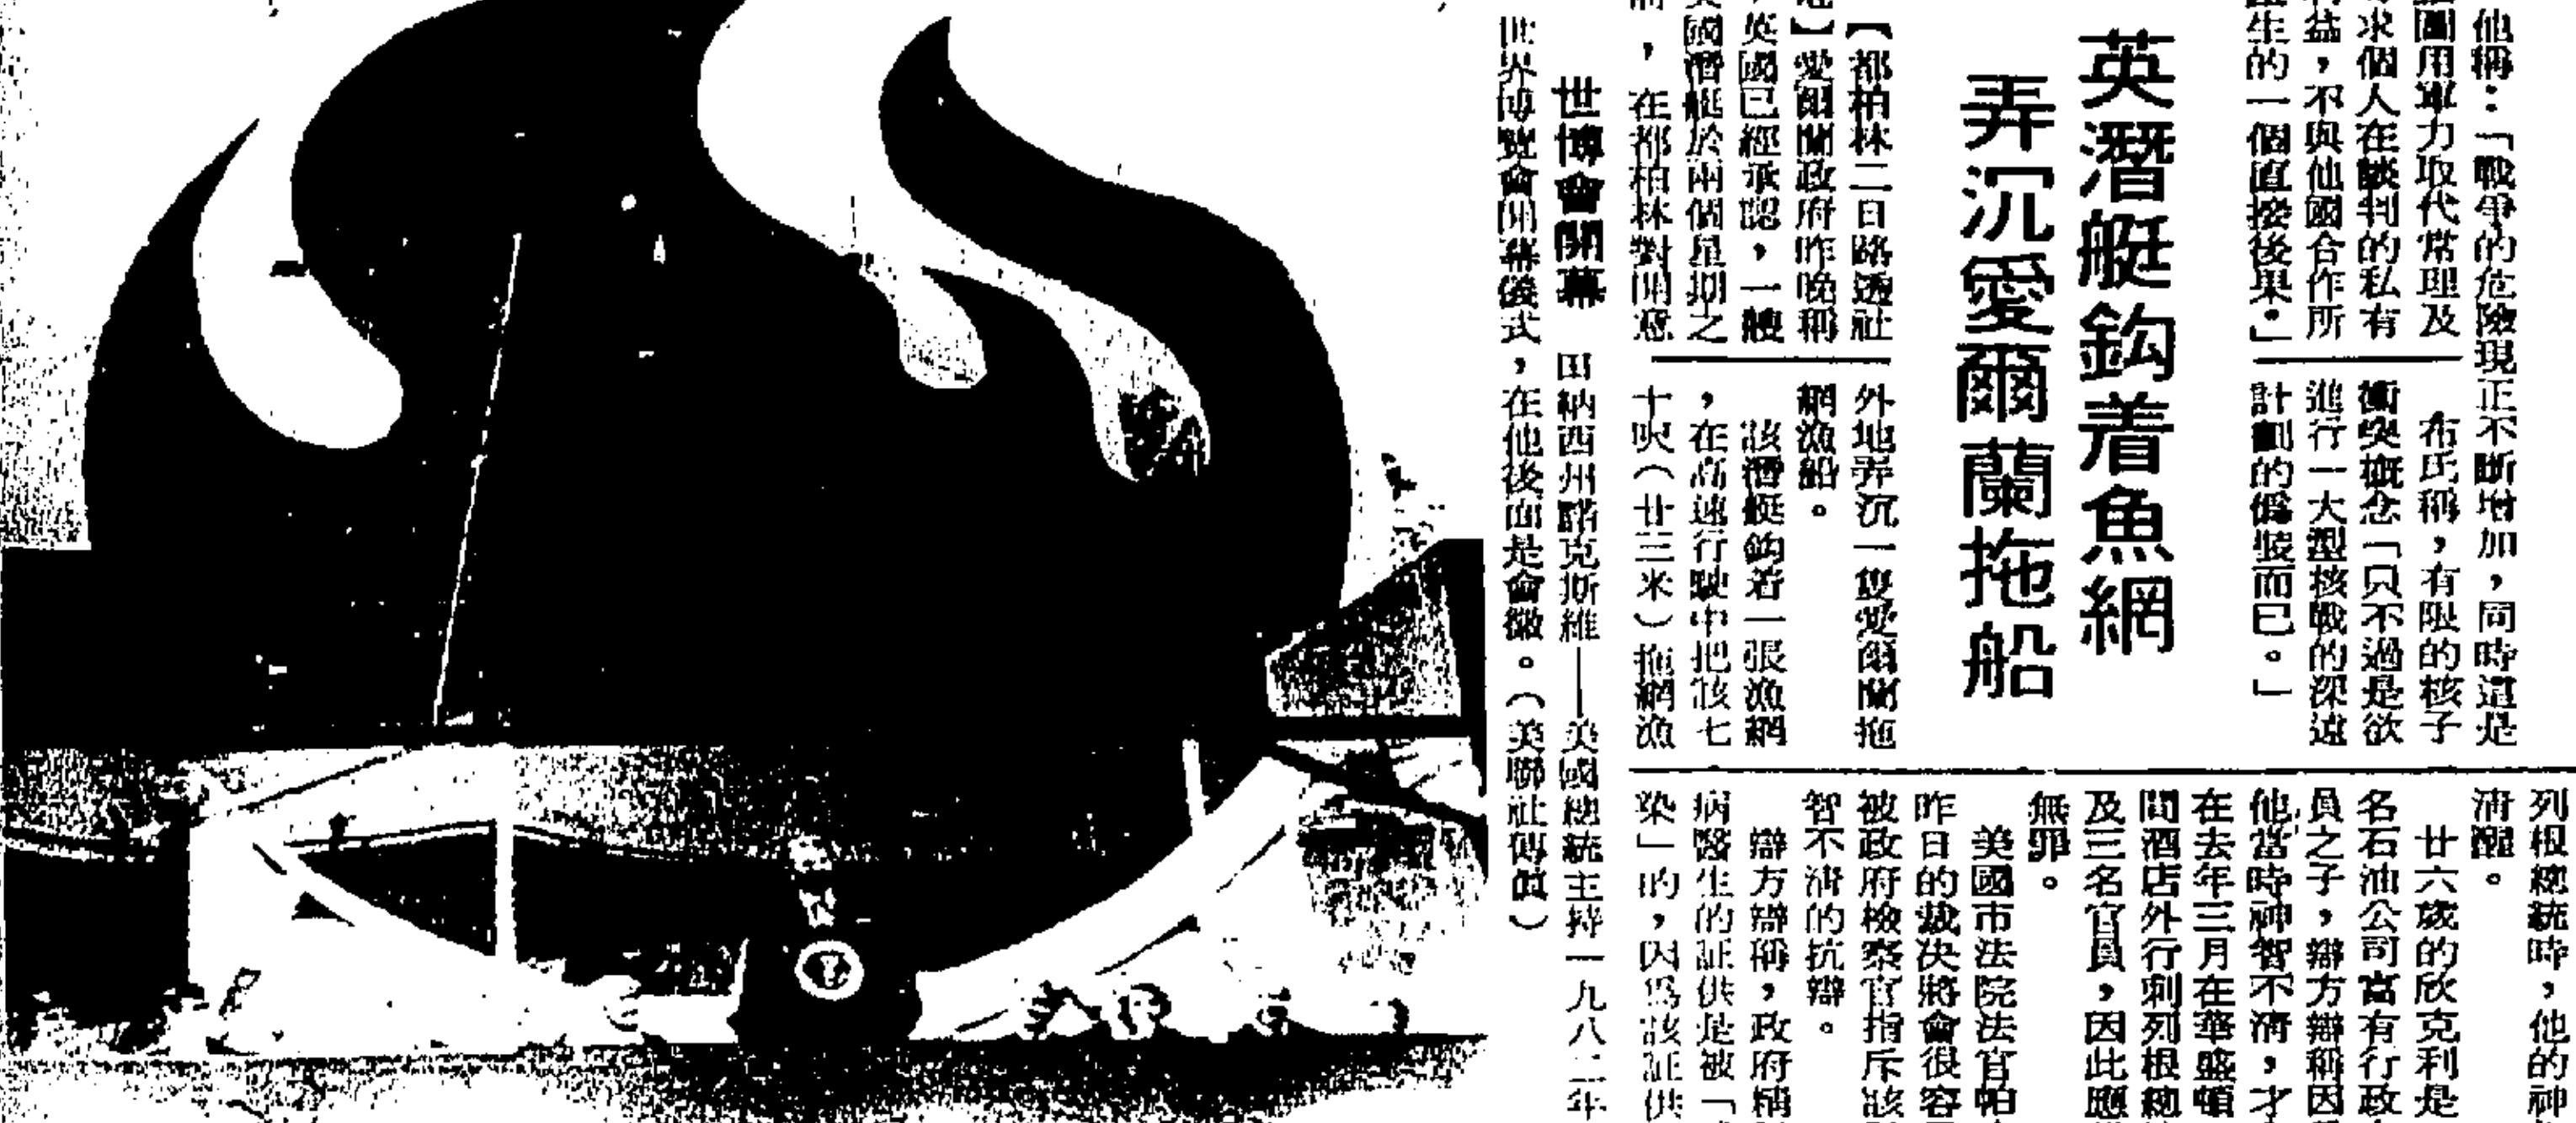 他稱：「戰爭的危險現正不斷增加，同時這是
圖用軍力取代常理及
求個人在談判的私有
益，不與他國合作所
生的一個直接後果。」
布氏稱，有限的核子
衝突概念「只不過是欲
進行一大型核戰的深遠
計劃的僞裝而已。」
英潛艇鈎着魚網
弄沉愛爾蘭拖船
【都柏林二日路透社
】愛爾蘭政府昨晚稱
英國已經承認，一艘
國潛艇於兩個星期之
，在都柏林對開意
外地弄沉一隻愛爾蘭拖
網漁船。
該潛艇鈎着一張漁網
，在高速行駛中把該七
十呎（廿三米）拖網漁
世博會開幕 田納西州諾克斯維——美國總統主持一九八二年
世界博覽會開幕儀式，在他後面是會徽。（美聯社傳真）
列根總統時，他的神
清醒。
廿六歲的欣克利是
名石油公司富有行政
員之子，辯方辯稱因
他當時神智不清，才
在去年三月在華盛頓
間酒店外行刺列根總
及三名官員，因此應
無罪。
美國市法院法官帕
昨日的裁決將會很容
被政府檢察官指斥該
智不清的抗辯。
辯方辯稱，政府精
病醫生的証供是被「
染」的，因爲該証供